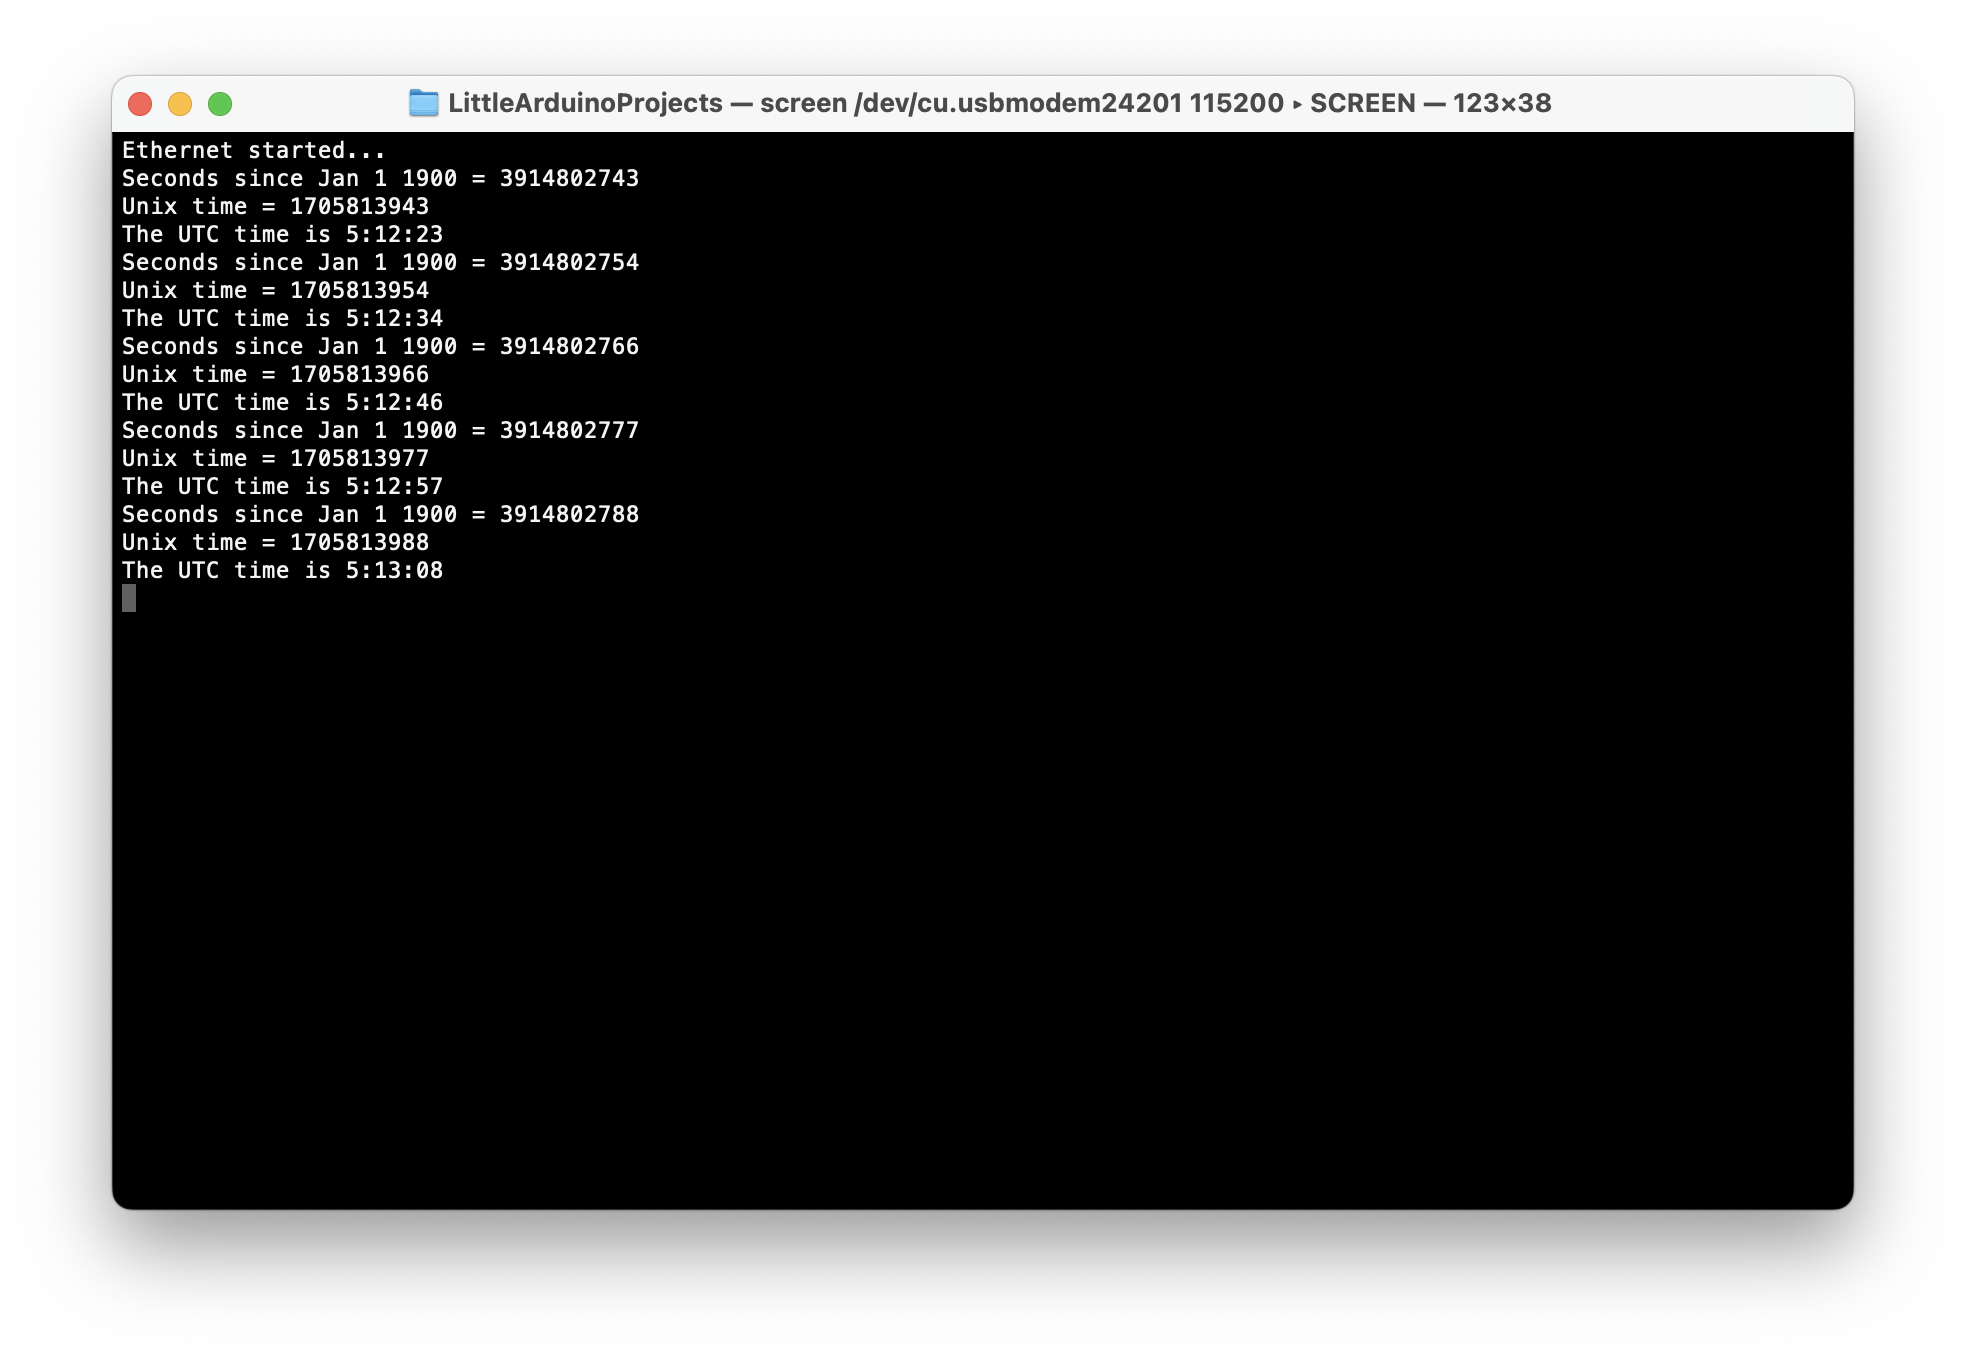 LittleArduinoProjects — screen /dev/cu.usbmodem24201 115200 ▸ SCREEN — 123×38
Ethernet started...
Seconds since Jan 1 1900 = 3914802743
Unix time = 1705813943
The UTC time is 5:12:23
Seconds since Jan 1 1900 = 3914802754
Unix time = 1705813954
The UTC time is 5:12:34
Seconds since Jan 1 1900 = 3914802766
Unix time = 1705813966
The UTC time is 5:12:46
Seconds since Jan 1 1900 = 3914802777
Unix time = 1705813977
The UTC time is 5:12:57
Seconds since Jan 1 1900 = 3914802788
Unix time = 1705813988
The UTC time is 5:13:08